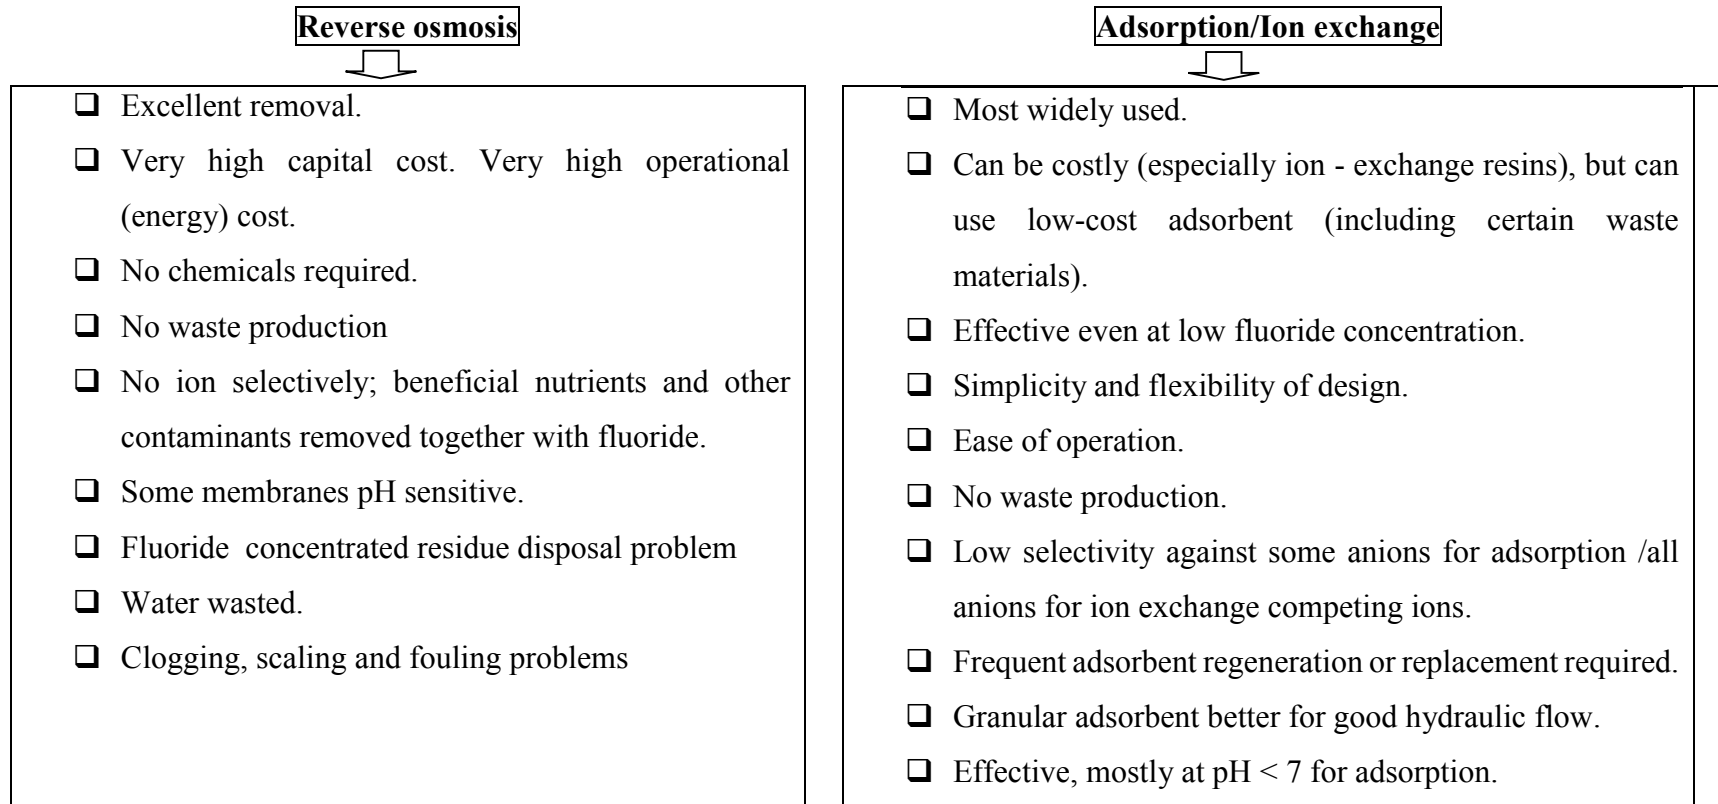 Reverse osmosis
❑ Excellent removal.
❑ Very high capital cost. Very high operational
(energy) cost.
❑ No chemicals required.
❑ No waste production
❑ No ion selectively; beneficial nutrients and other
contaminants removed together with fluoride.
❑ Some membranes pH sensitive.
❑ Fluoride concentrated residue disposal problem
❑ Water wasted.
❑ Clogging, scaling and fouling problems
Adsorption/Ion exchange
❑ Most widely used.
❑ Can be costly (especially ion - exchange resins), but can
use low-cost adsorbent (including certain waste
materials).
❑ Effective even at low fluoride concentration.
❑ Simplicity and flexibility of design.
❑ Ease of operation.
❑ No waste production.
❑ Low selectivity against some anions for adsorption /all
anions for ion exchange competing ions.
❑ Frequent adsorbent regeneration or replacement required.
❑ Granular adsorbent better for good hydraulic flow.
❑ Effective, mostly at pH < 7 for adsorption.